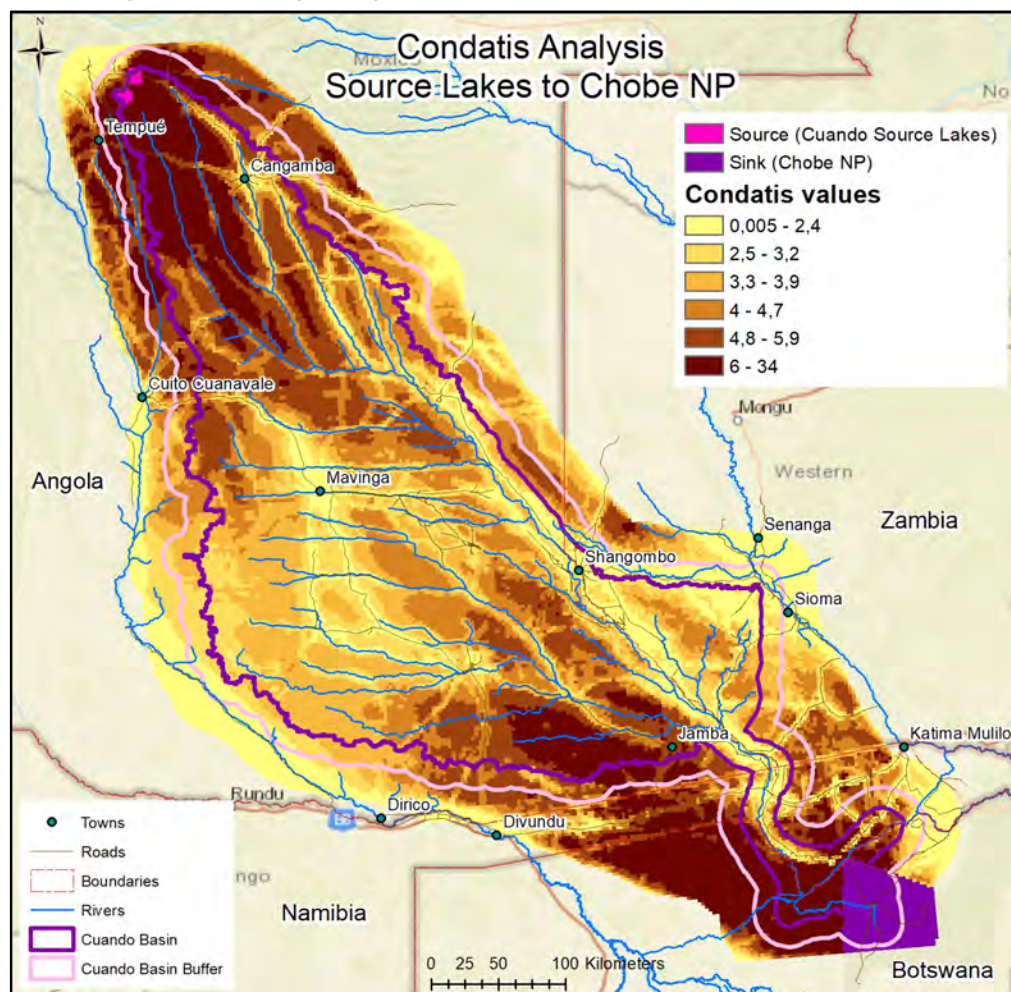 N
Condatis Analysis
Source Lakes to Chobe NP
Moxico
No
Source (Cuando Source Lakes)
Sink (Chobe NP)
Condatis values
0,005 - 2,4
2,5 - 3,2
3,3 - 3,9
4 - 4,7
4,8 - 5,9
6 - 34
Tempué
Cangamba
Cuito Cuanavale
Mongu
Angola
Mavinga
Western
Senanga
Zambia
Shangombo
Sioma
Jamba
Katima Mulilo
Rundu
Dirico
Divundu
Towns
Roads
Boundaries
ngo
Rivers
Namibia
Cuando Basin
Cuando Basin Buffer
0 25 50 100 Kilometers
Botswana